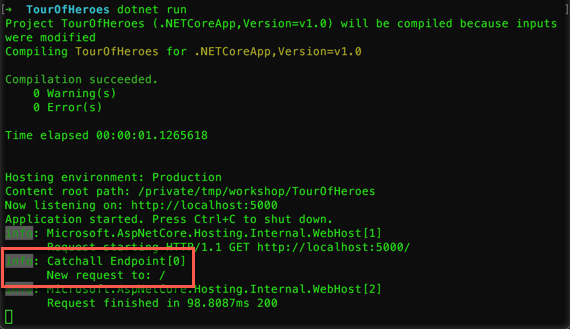 [→ TourOfHeroes dotnet run ]
Project TourOfHeroes (.NETCoreApp,Version=v1.0) will be compiled because inputs
were modified
Compiling TourOfHeroes for .NETCoreApp,Version=v1.0
Compilation succeeded.
0 Warning(s)
0 Error(s)
Time elapsed 00:00:01.1265618
Hosting environment: Production
Content root path: /private/tmp/workshop/TourOfHeroes
Now listening on: http://localhost:5000
Application started. Press Ctrl+C to shut down.
info: Microsoft.AspNetCore.Hosting.Internal.WebHost[1]
Request starting HTTP/1.1 GET http://localhost:5000/
info: Catchall Endpoint[0]
New request to: /
: Microsoft.AspNetCore.Hosting.Internal.WebHost[2]
Request finished in 98.8087ms 200